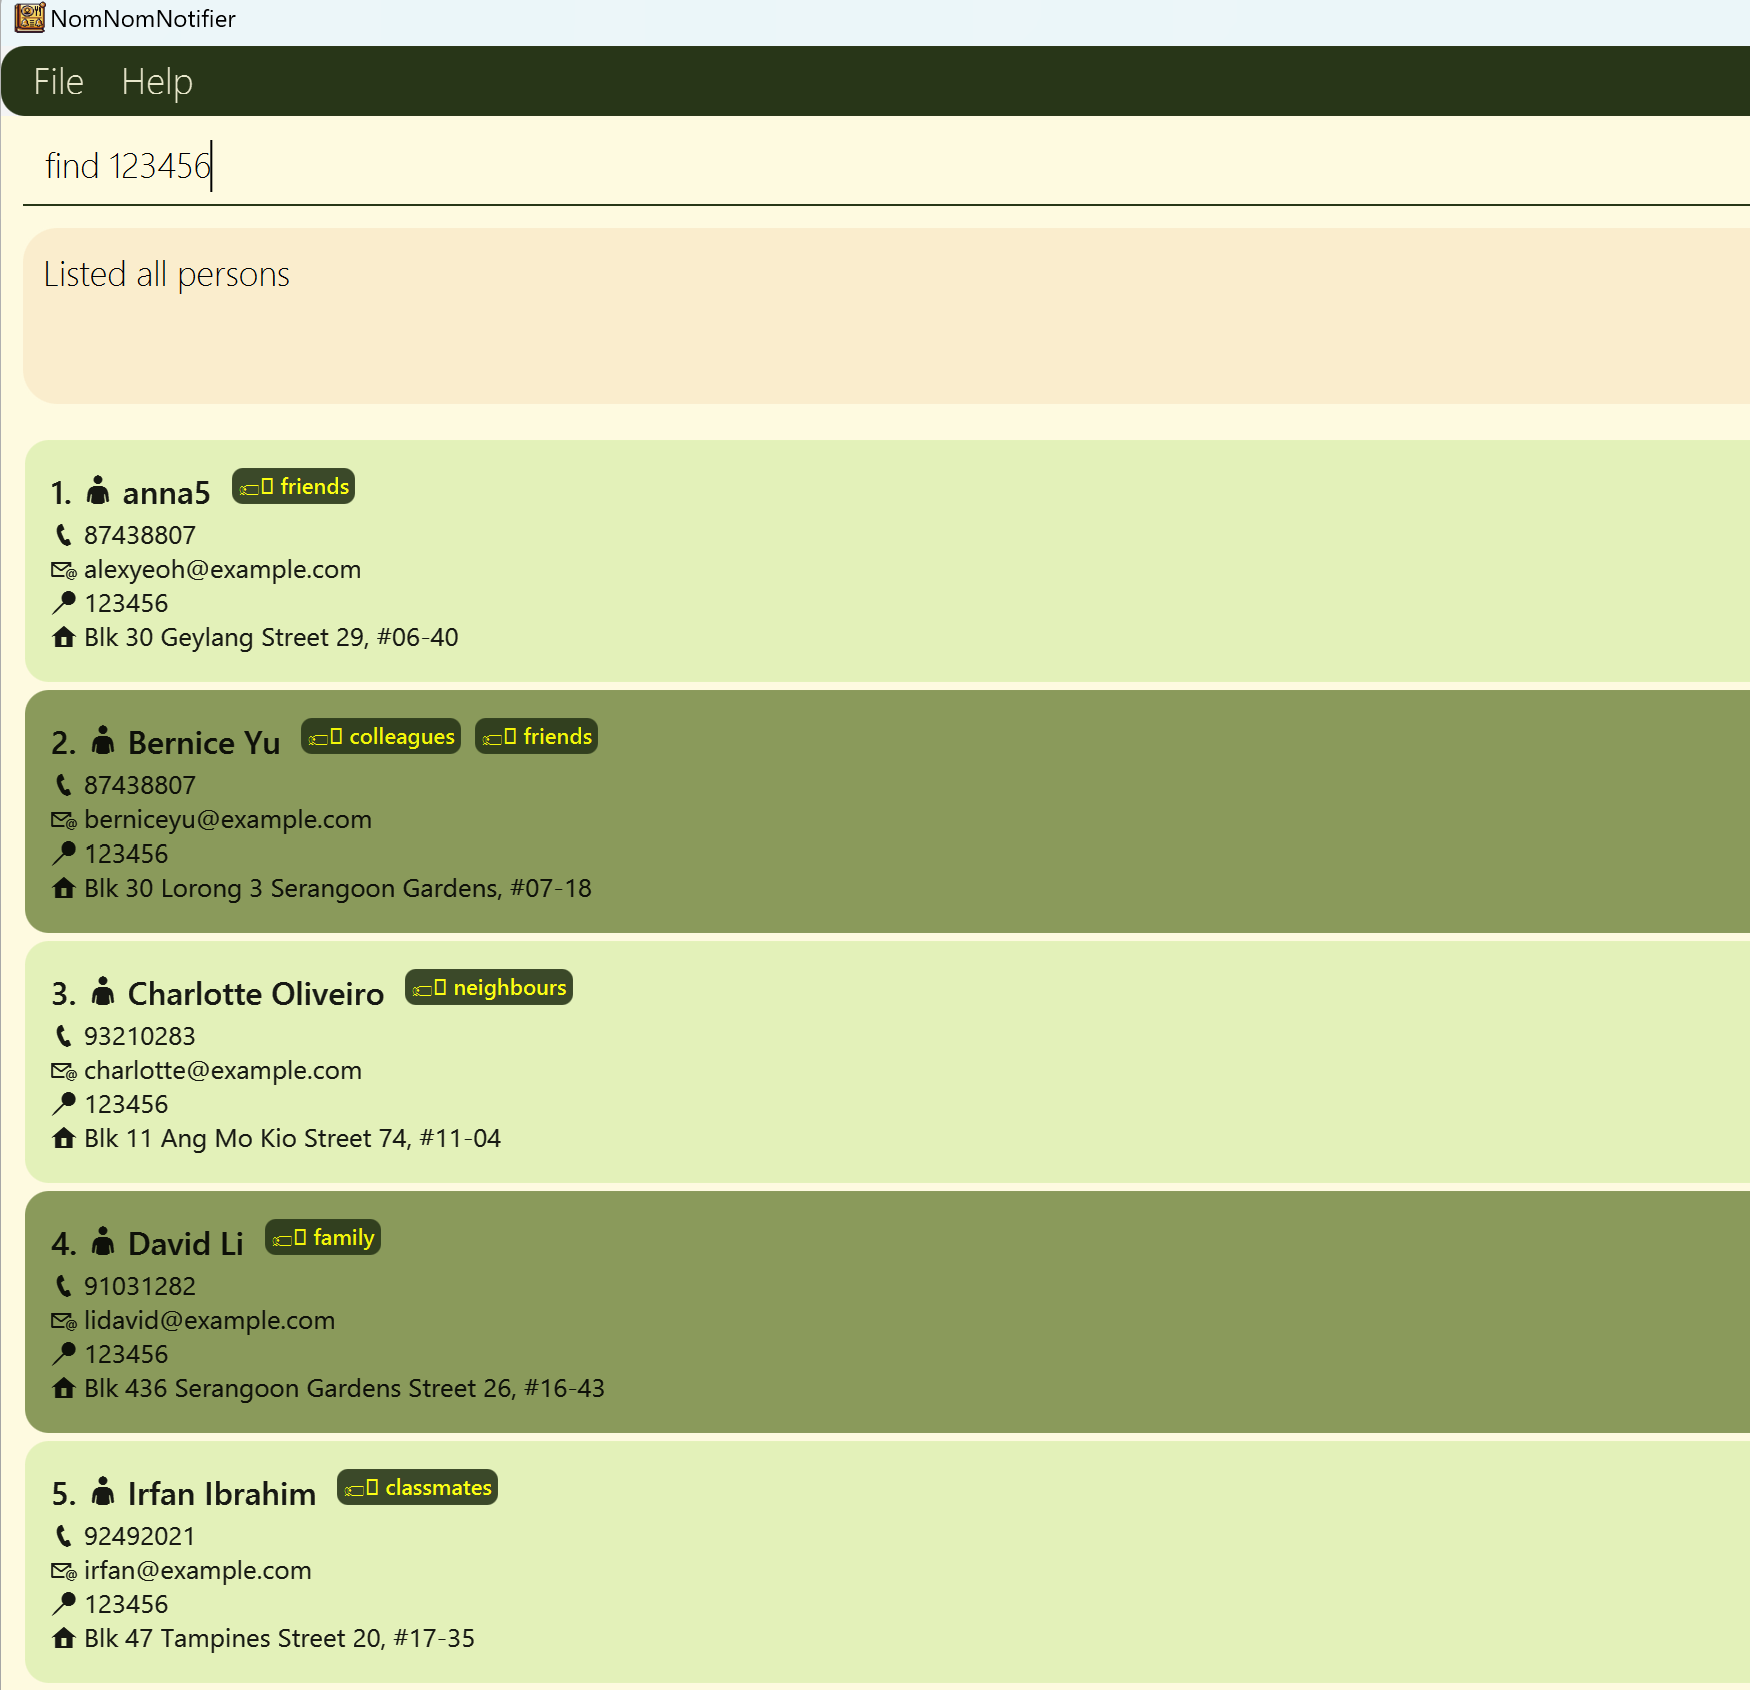 NomNomNotifier
File Help
find 123456
Listed all persons
1. anna5 friends
87438807
alexyeoh@example.com
123456
Blk 30 Geylang Street 29, #06-40
2. Bernice Yu colleagues friends
87438807
berniceyu@example.com
123456
Blk 30 Lorong 3 Serangoon Gardens, #07-18
3. Charlotte Oliveiro neighbours
93210283
charlotte@example.com
123456
Blk 11 Ang Mo Kio Street 74, #11-04
4. David Li family
91031282
lidavid@example.com
123456
Blk 436 Serangoon Gardens Street 26, #16-43
5. Irfan Ibrahim classmates
92492021
irfan@example.com
123456
Blk 47 Tampines Street 20, #17-35